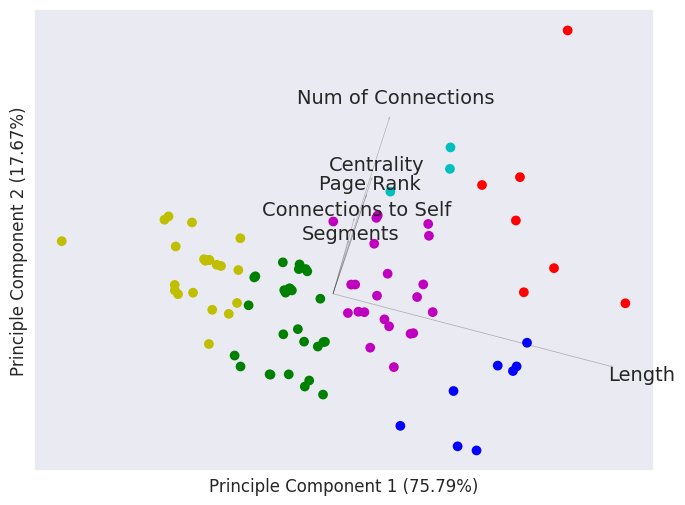 Num of Connections
Centrality
Page Rank
Connections to Self
Segments
Length
Principle Component 2 (17.67%)
Principle Component 1 (75.79%)